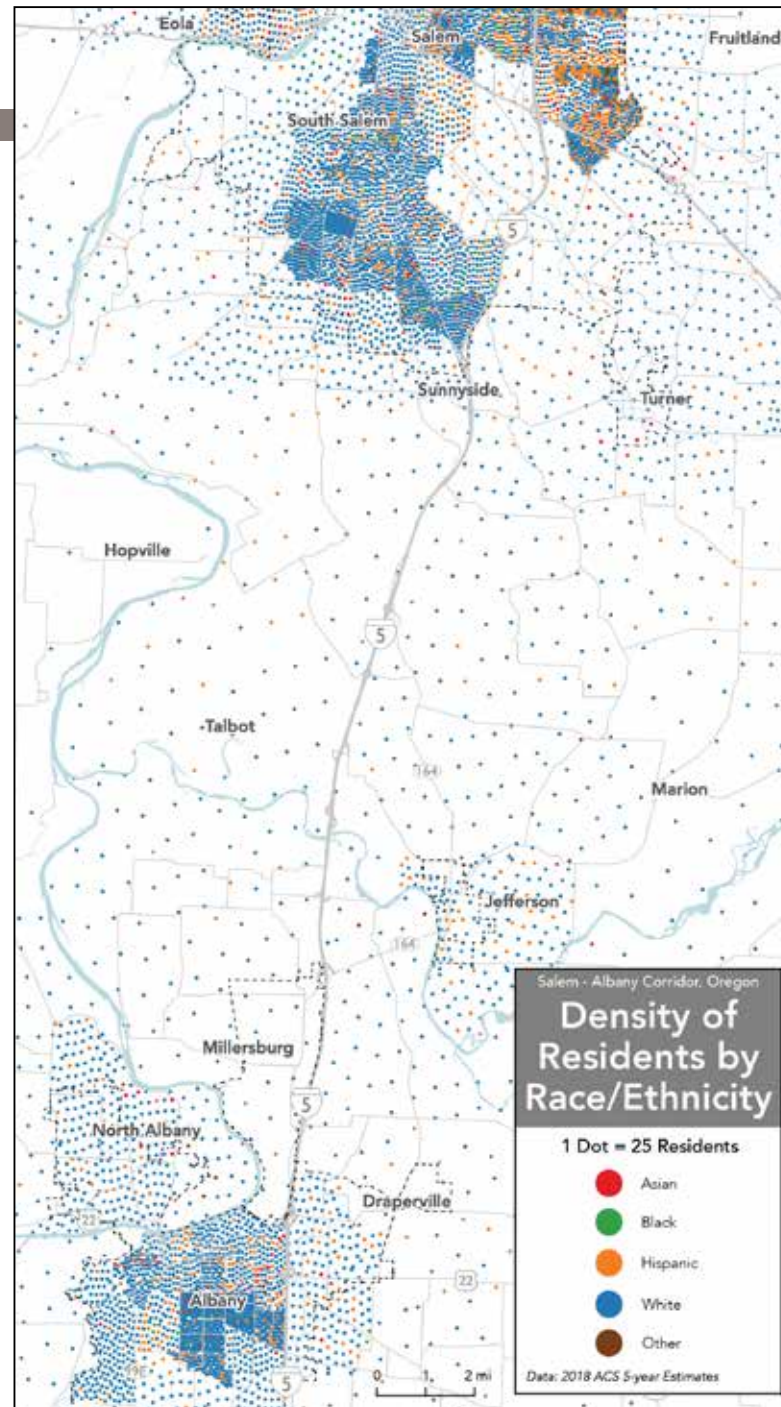 Eola
22
22
Salem
Fruitland
South Salem
22
5
Sunnyside
Turner
Hopville
5
Talbot
164
Marion
Jefferson
164
Millersburg
5
North Albany
Draperville
22
22
Albany
5
0 1 2 mi
Salem - Albany Corridor, Oregon
Density of
Residents by
Race/Ethnicity
1 Dot = 25 Residents
Asian
Black
Hispanic
White
Other
Data: 2018 ACS 5-year Estimates